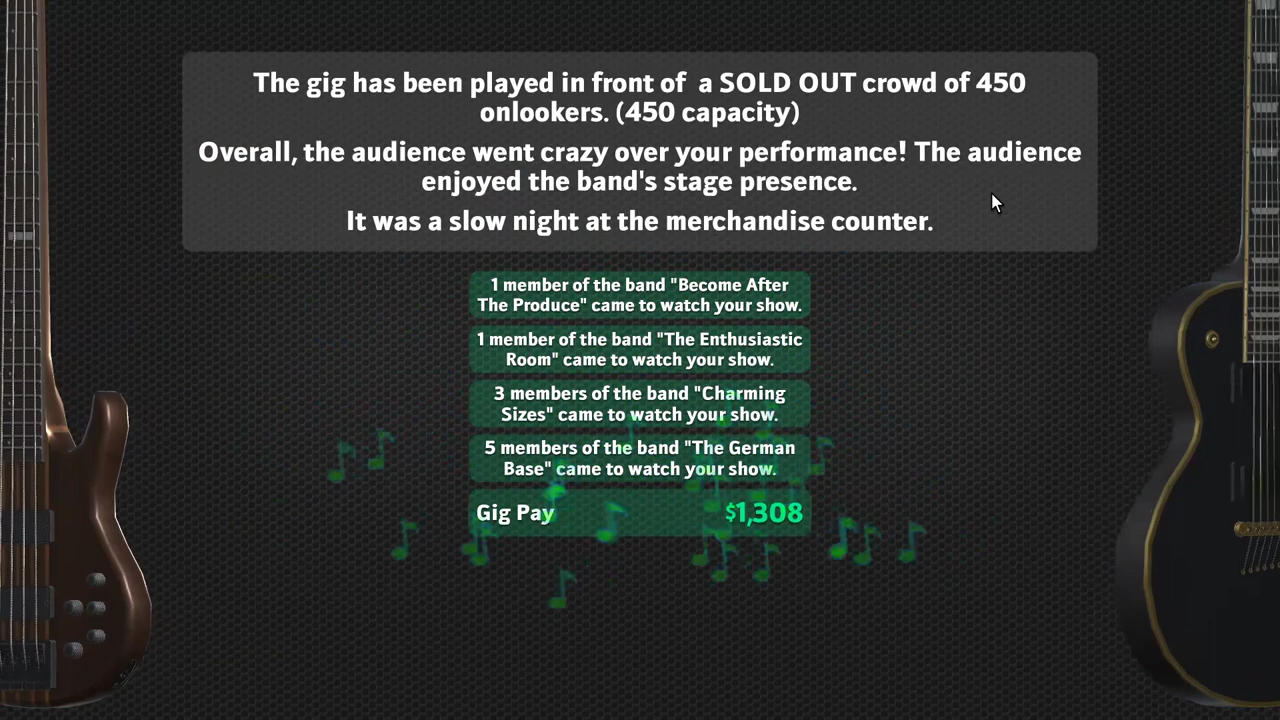 The gig has been played in front of  a SOLD OUT crowd of 450
onlookers. (450 capacity)
Overall, the audience went crazy over your performance! The audience
enjoyed the band's stage presence.
It was a slow night at the merchandise counter.
1 member of the band "Become After
The Produce" came to watch your show.
1 member of the band "The Enthusiastic
Room" came to watch your show.
3 members of the band "Charming
Sizes" came to watch your show.
5 members of the band "The German
Base" came to watch your show.
Gig Pay $1,308